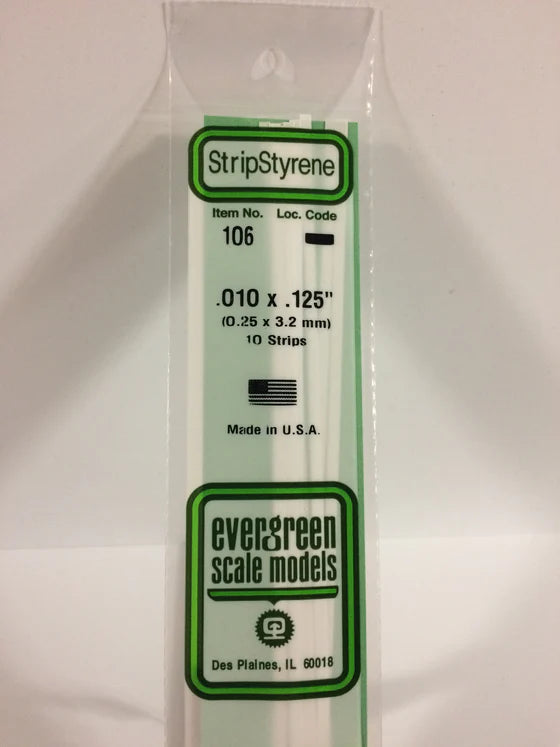 StripStyrene
Item No. Loc. Code
106
.010 x .125"
(0.25 x 3.2 mm)
10 Strips
Made in U.S.A.
evergreen
scale models
Des Plaines, IL 60018